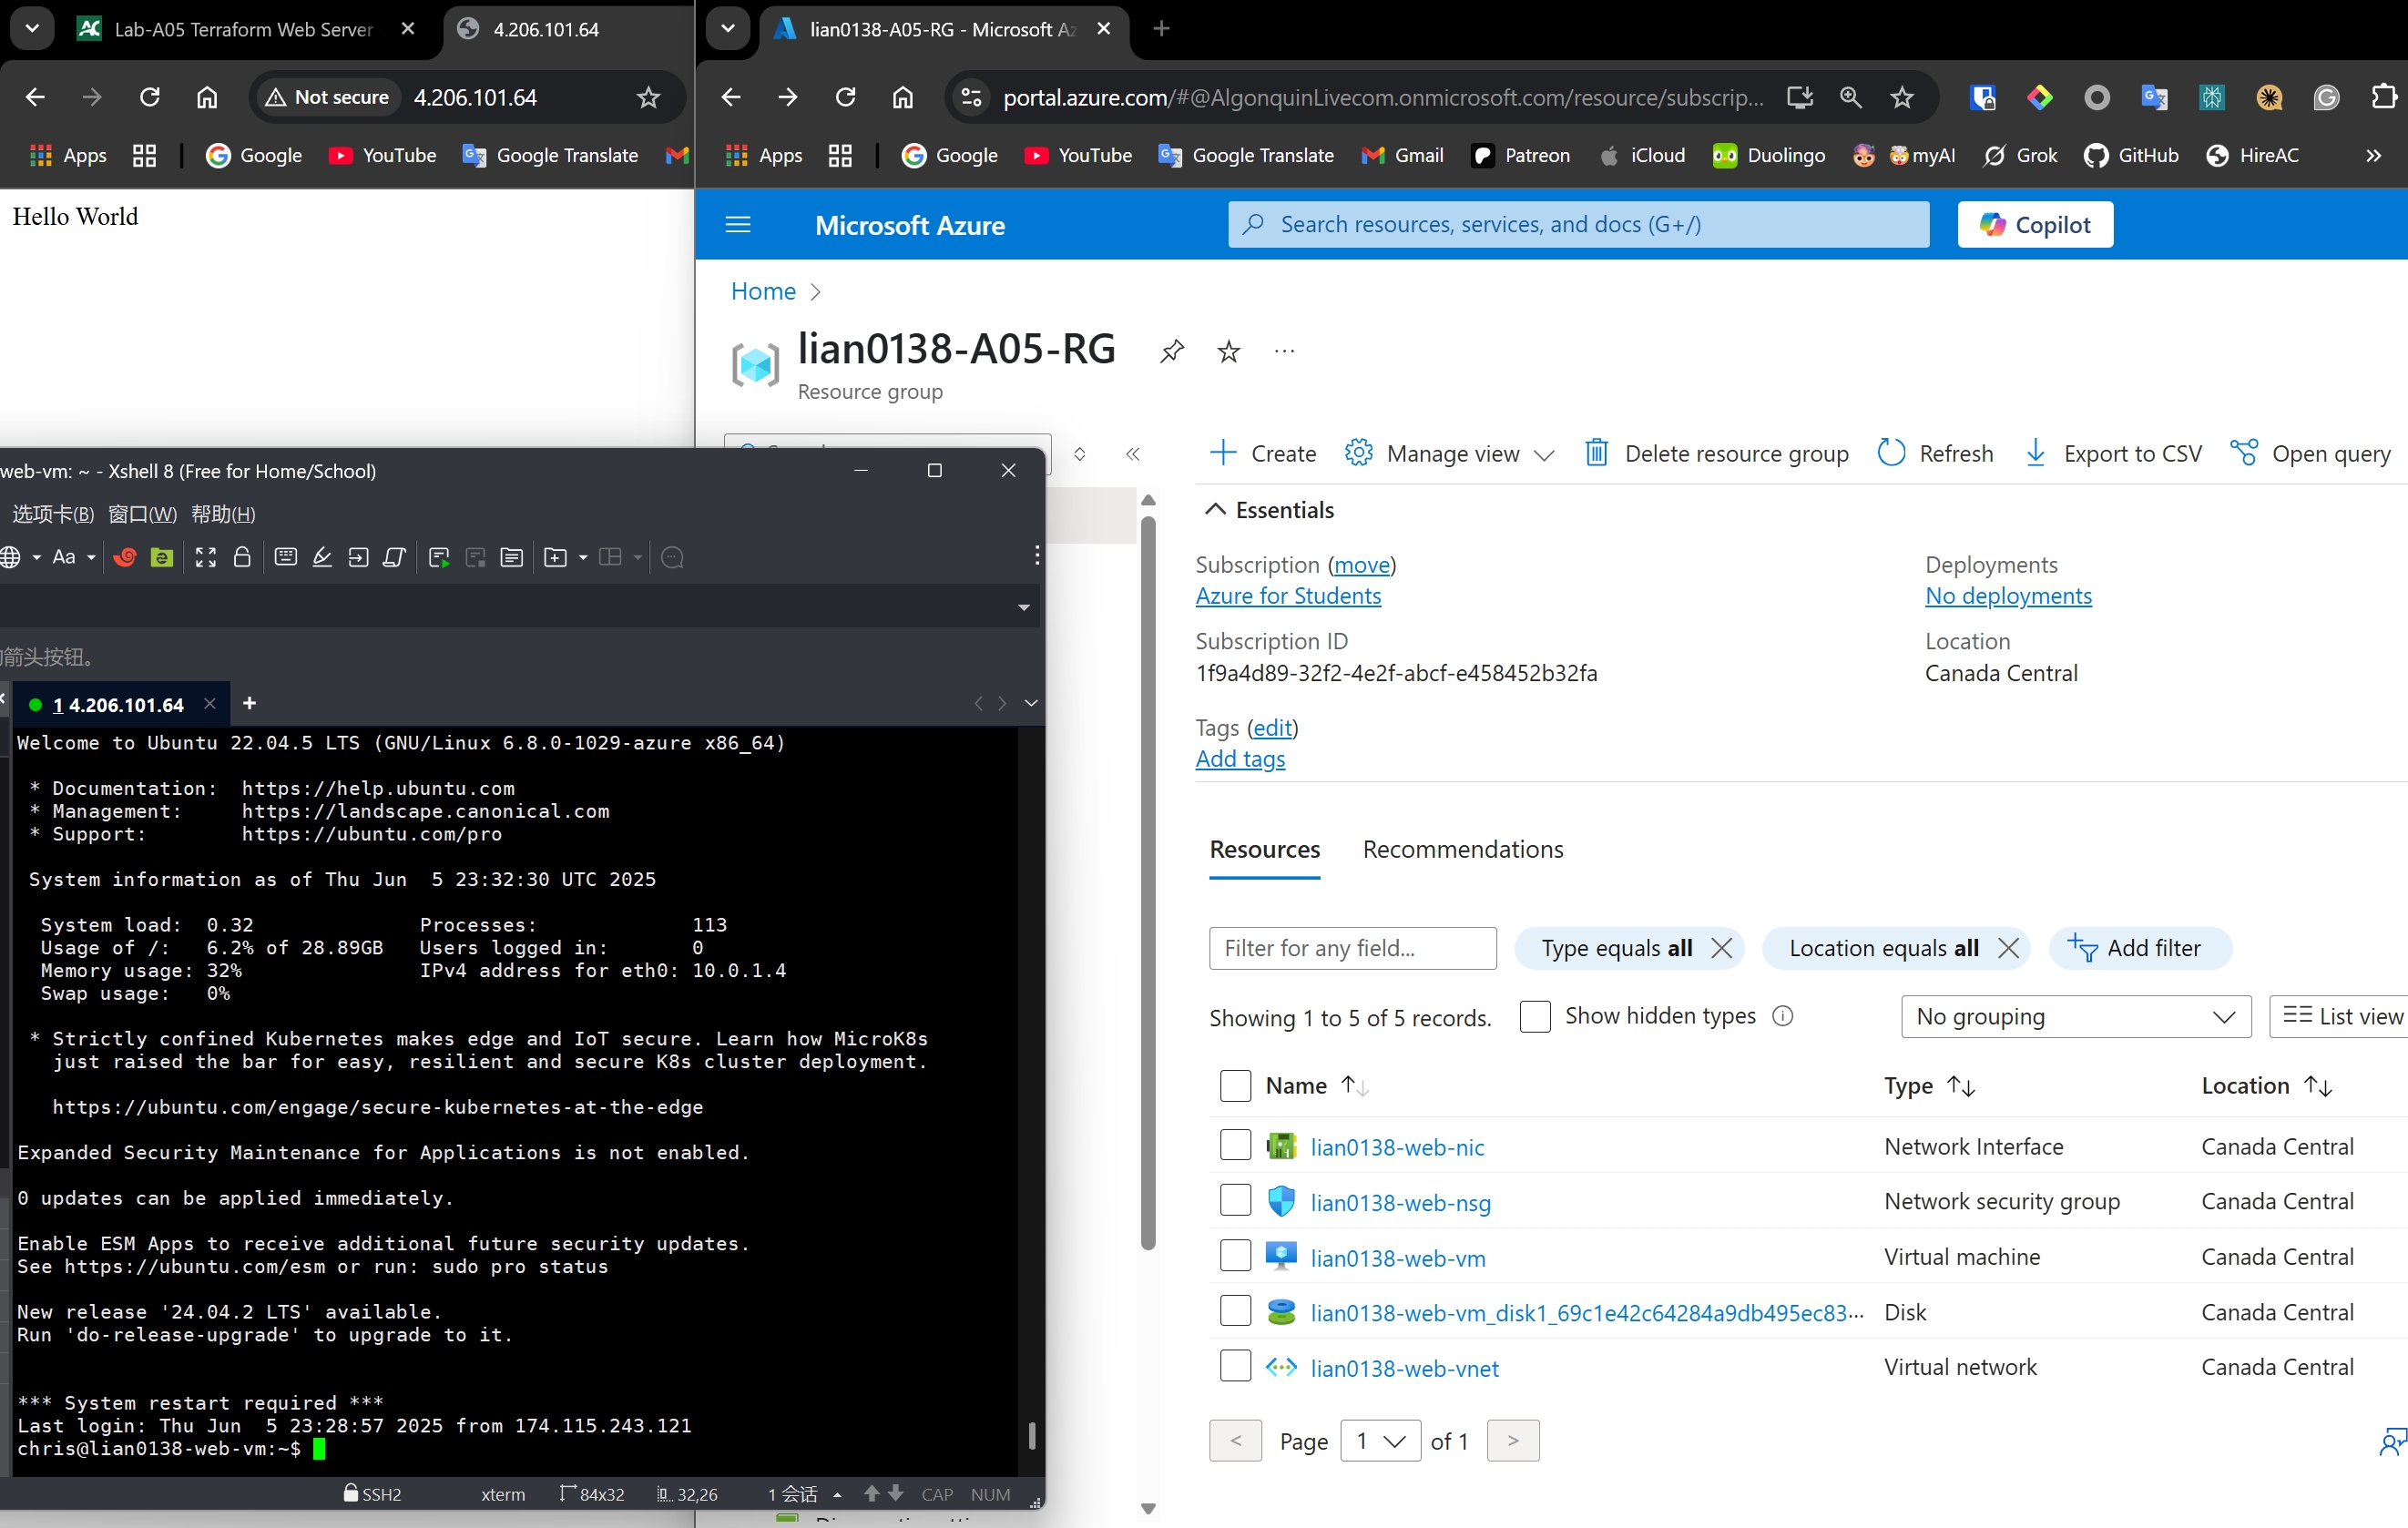 Lab-A05 Terraform Web Server
4.206.101.64
Not secure
4.206.101.64
Apps
Google
YouTube
Google Translate
Hello World
lian0138-A05-RG - Microsoft Az
portal.azure.com/#@AlgonquinLivecom.onmicrosoft.com/resource/subscrip...
Apps
Google
YouTube
Google Translate
Gmail
Patreon
iCloud
Duolingo
myAI
Grok
GitHub
HireAC
Microsoft Azure
Search resources, services, and docs (G+/)
Copilot
Home
lian0138-A05-RG
Resource group
Create
Manage view
Delete resource group
Refresh
Export to CSV
Open query
Essentials
Subscription (move)
Azure for Students
Subscription ID
1f9a4d89-32f2-4e2f-abcf-e458452b32fa
Deployments
No deployments
Location
Canada Central
Tags (edit)
Add tags
Resources
Recommendations
Filter for any field...
Type equals all
Location equals all
Add filter
Showing 1 to 5 of 5 records.
Show hidden types
No grouping
List view
Name
Type
Location
lian0138-web-nic
Network Interface
Canada Central
lian0138-web-nsg
Network security group
Canada Central
lian0138-web-vm
Virtual machine
Canada Central
lian0138-web-vm_disk1_69c1e42c64284a9db495ec83...
Disk
Canada Central
lian0138-web-vnet
Virtual network
Canada Central
<
Page
1
of 1
>
web-vm: ~ - Xshell 8 (Free for Home/School)
选项卡(B) 窗口(W) 帮助(H)
Aa
箭头按钮。
1 4.206.101.64
Welcome to Ubuntu 22.04.5 LTS (GNU/Linux 6.8.0-1029-azure x86_64)
* Documentation: https://help.ubuntu.com
* Management: https://landscape.canonical.com
* Support: https://ubuntu.com/pro
System information as of Thu Jun 5 23:32:30 UTC 2025
System load: 0.32 Processes: 113
Usage of /: 6.2% of 28.89GB Users logged in: 0
Memory usage: 32% IPv4 address for eth0: 10.0.1.4
Swap usage: 0%
* Strictly confined Kubernetes makes edge and IoT secure. Learn how MicroK8s
just raised the bar for easy, resilient and secure K8s cluster deployment.
https://ubuntu.com/engage/secure-kubernetes-at-the-edge
Expanded Security Maintenance for Applications is not enabled.
0 updates can be applied immediately.
Enable ESM Apps to receive additional future security updates.
See https://ubuntu.com/esm or run: sudo pro status
New release '24.04.2 LTS' available.
Run 'do-release-upgrade' to upgrade to it.
*** System restart required ***
Last login: Thu Jun 5 23:28:57 2025 from 174.115.243.121
chris@lian0138-web-vm:~$
SSH2
xterm
84x32
32,26
1 会话
CAP
NUM